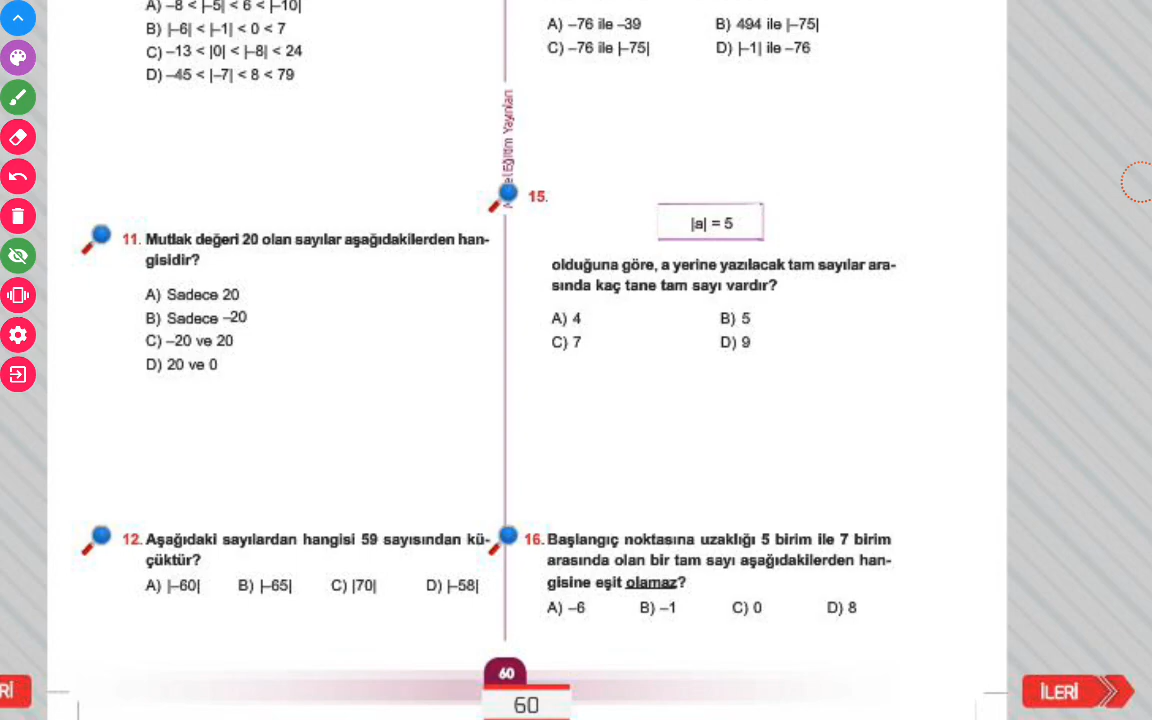 A) –8 < |–5| < 6 < |–10|
B) |–6| < |–1| < 0 < 7
C) –13 < |0| < |–8| < 24
D) –45 < |–7| < 8 < 79
11. Mutlak değeri 20 olan sayılar aşağıdakilerden han-
gisidir?
A) Sadece 20
B) Sadece –20
C) –20 ve 20
D) 20 ve 0
12. Aşağıdaki sayılardan hangisi 59 sayısından kü-
çüktür?
A) |–60| B) |–65| C) |70| D) |–58|
Eğitim Yayınları
A) –76 ile –39 B) 494 ile |–75|
C) –76 ile |–75| D) |–1| ile –76
15.
|a| = 5
olduğuna göre, a yerine yazılacak tam sayılar ara-
sında kaç tane tam sayı vardır?
A) 4 B) 5
C) 7 D) 9
16. Başlangıç noktasına uzaklığı 5 birim ile 7 birim
arasında olan bir tam sayı aşağıdakilerden han-
gisine eşit olamaz?
A) –6 B) –1 C) 0 D) 8
60
60
Rİ
İLERİ